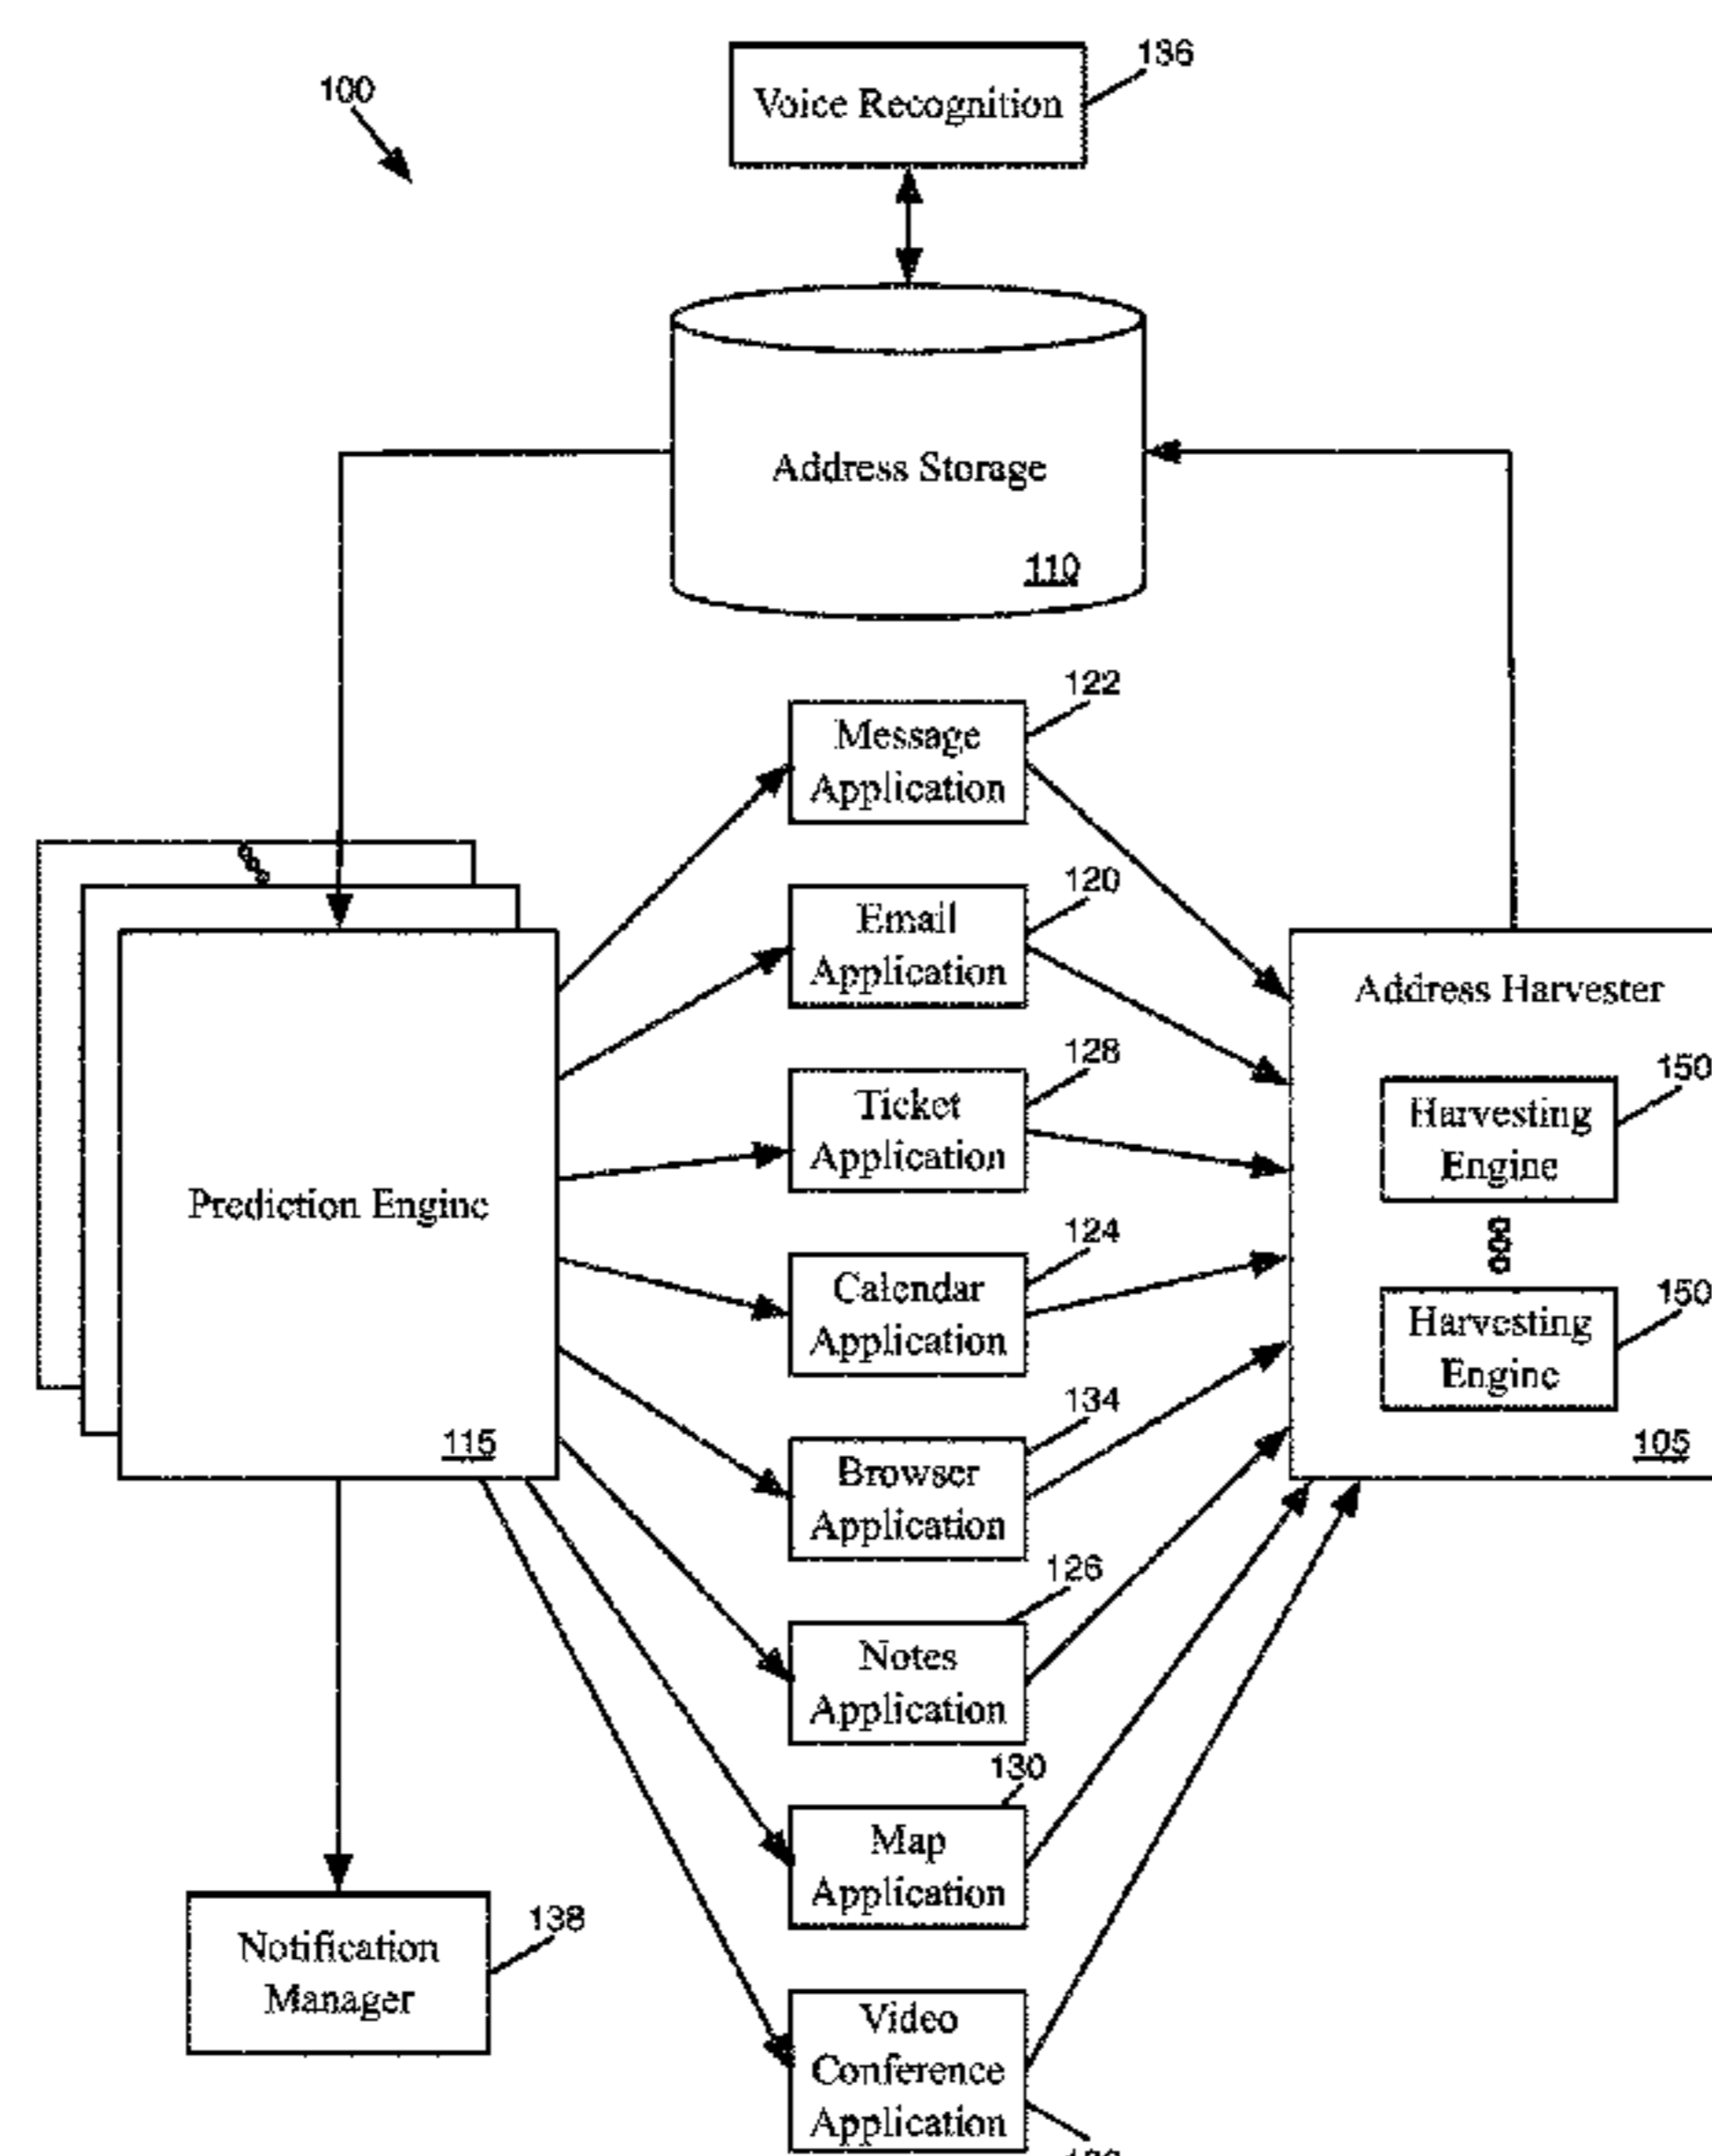 100
136
Voice Recognition
Address Storage
110
122
Message
Application
120
Email
Application
Address Harvester
128
Ticket
Application
150
Harvesting
Engine
Prediction Engine
124
Calendar
Application
150
Harvesting
Engine
134
Browser
Application
115
105
126
Notes
Application
130
Map
Application
138
Notification
Manager
Video
Conference
Application